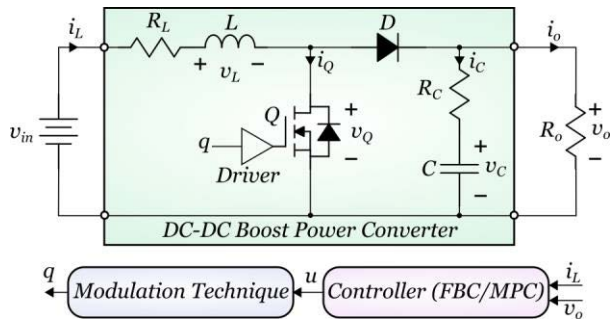 i_L R_L L D i_o
+ v_L − i_Q i_C
R_C
v_in Q + v_Q − R_o + v_o −
q
Driver C + v_C −
DC-DC Boost Power Converter
q Modulation Technique u Controller (FBC/MPC) i_L
v_o